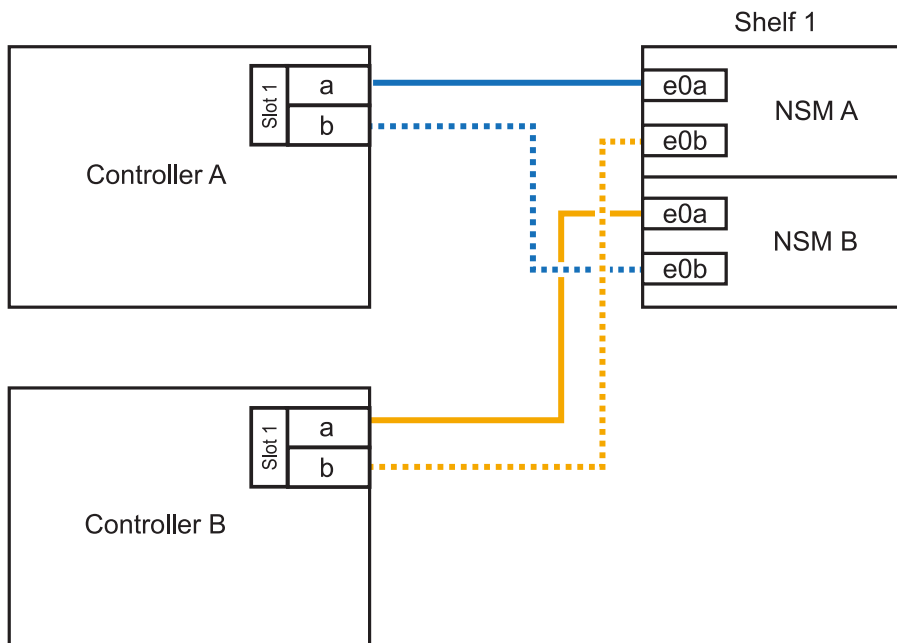 Shelf 1
Slot 1
a
b
Controller A
e0a
e0b
NSM A
e0a
e0b
NSM B
Slot 1
a
b
Controller B